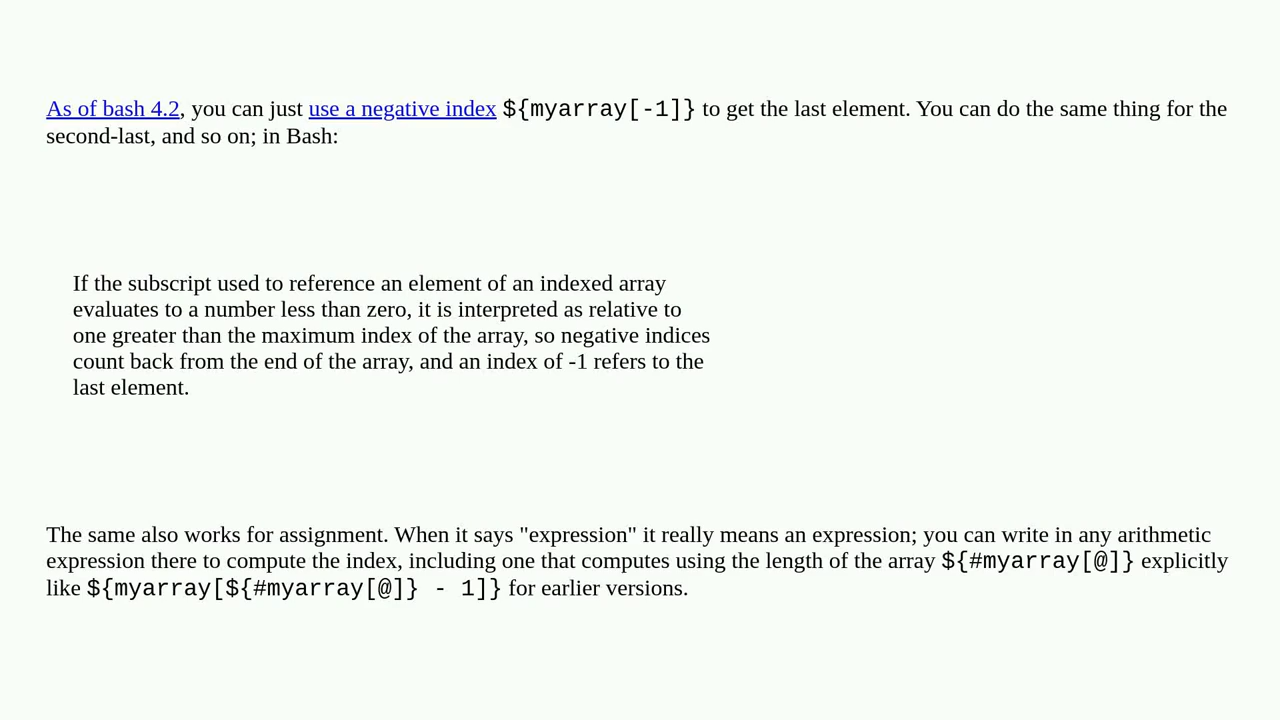 As of bash 4.2, you can just use a negative index ${myarray[-1]} to get the last element. You can do the same thing for the
second-last, and so on; in Bash:
If the subscript used to reference an element of an indexed array
evaluates to a number less than zero, it is interpreted as relative to
one greater than the maximum index of the array, so negative indices
count back from the end of the array, and an index of -1 refers to the
last element.
The same also works for assignment. When it says "expression" it really means an expression; you can write in any arithmetic
expression there to compute the index, including one that computes using the length of the array ${#myarray[@]} explicitly
like ${myarray[${#myarray[@]} - 1]} for earlier versions.